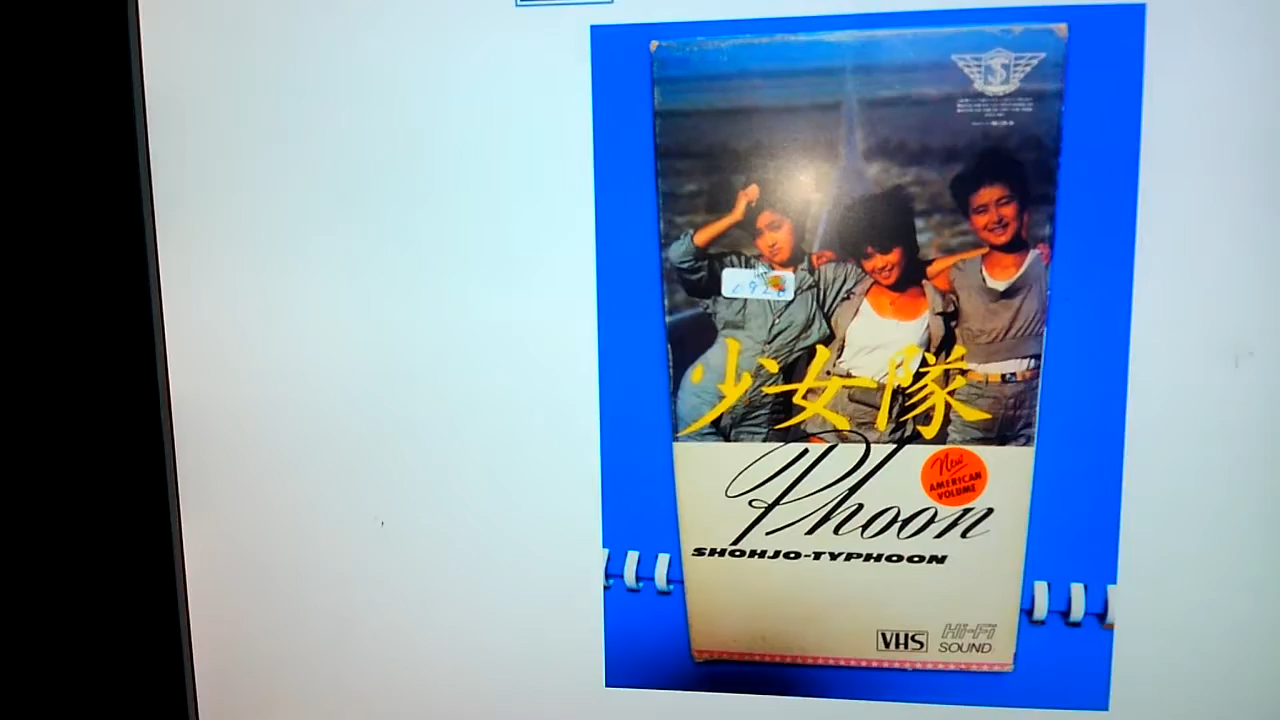 少女隊
Phoon
New
AMERICAN
VOLUME
SHOHJO-TYPHOON
VHS
Hi-Fi
SOUND